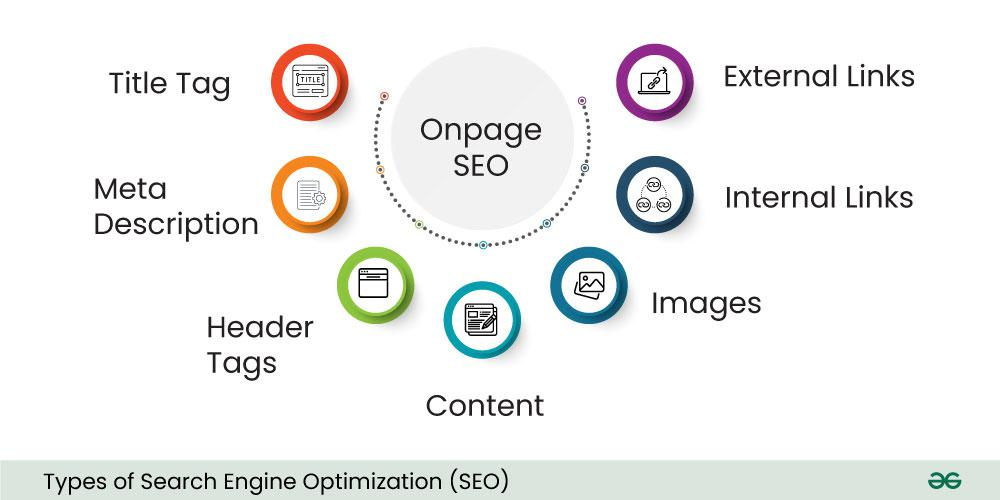 Title Tag
TITLE
Meta
Description
Header
Tags
Onpage
SEO
Content
Images
Internal Links
External Links
Types of Search Engine Optimization (SEO)